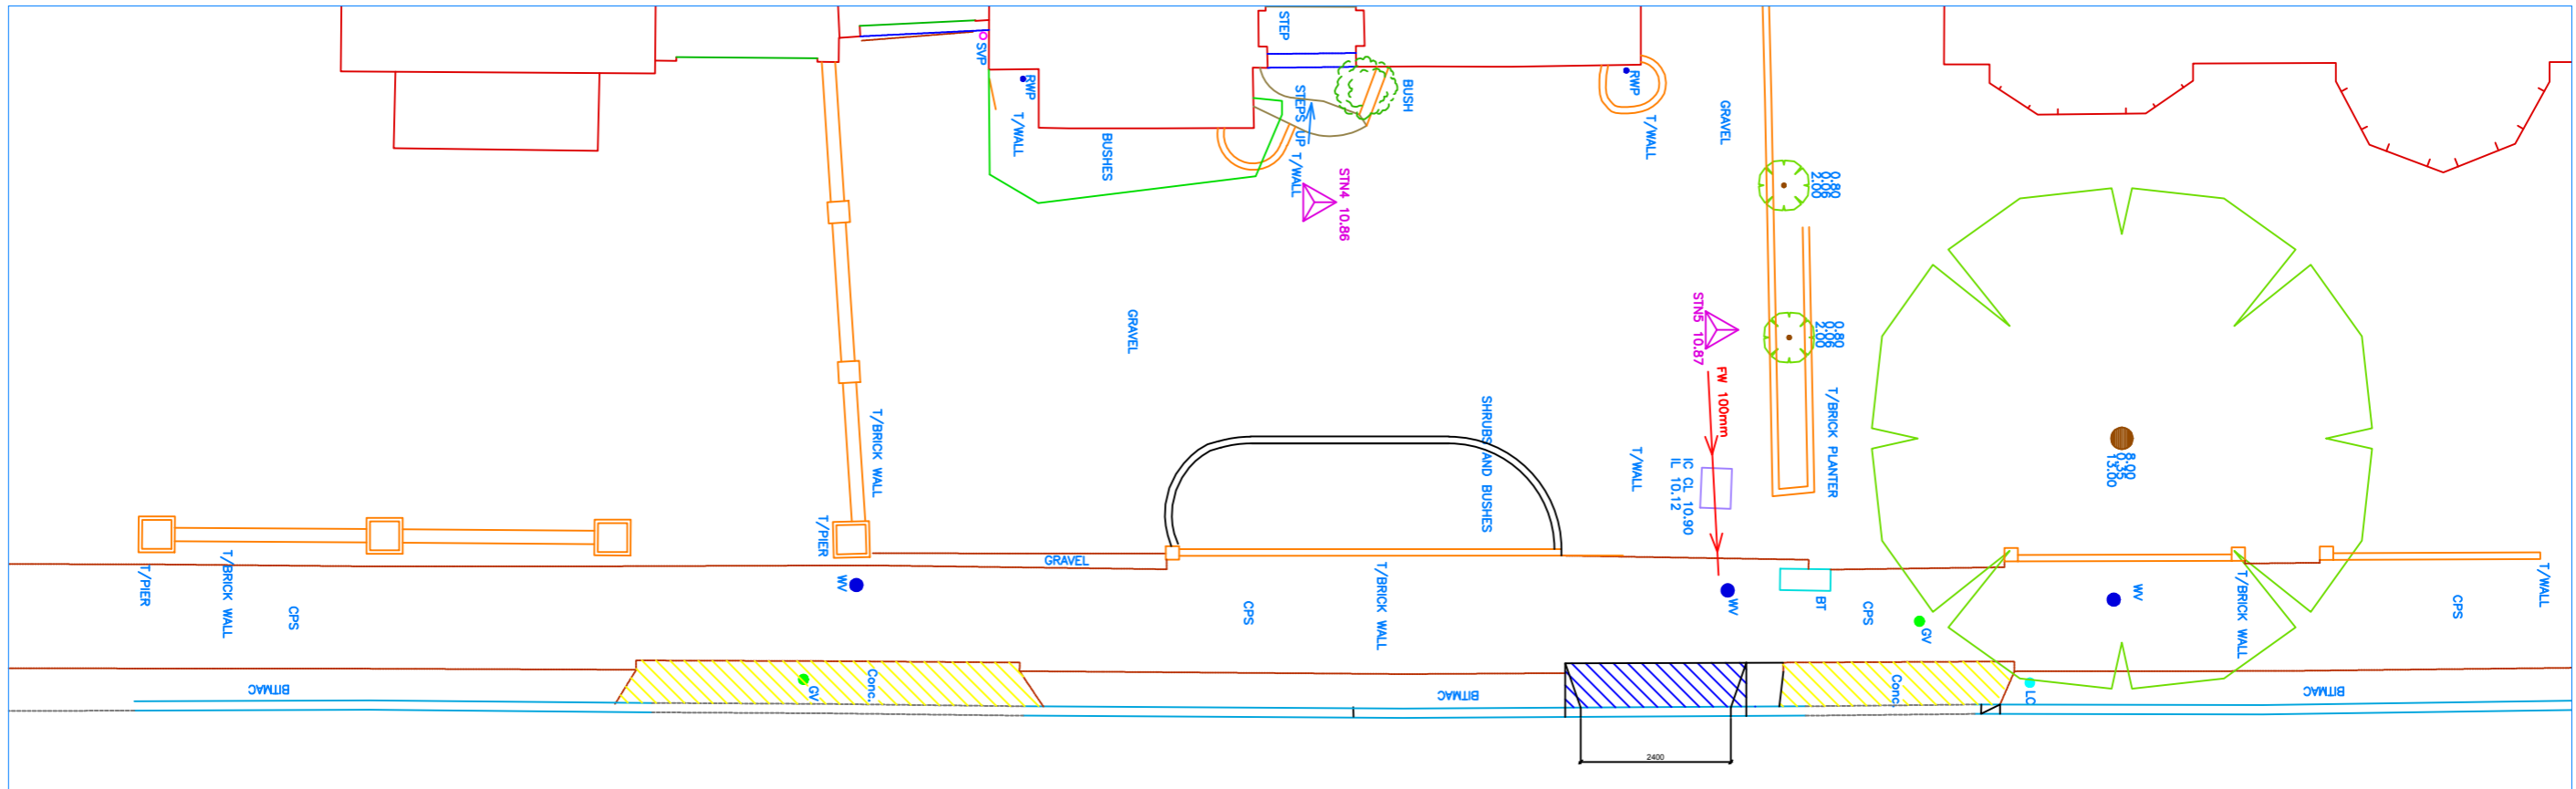 STEP
SVP
RWP
T/WALL
BUSHES
STEPS UP
T/WALL
BUSH
STN4 10.86
RWP
T/WALL
GRAVEL
0.80
0.06
2.00
GRAVEL
STN5 10.87
0.80
0.06
2.00
FW 100mm
T/BRICK WALL
SHRUBS AND BUSHES
T/WALL
IC CL 10.90
IL 10.12
T/BRICK PLANTER
8.00
0.35
13.00
T/PIER
GRAVEL
T/PIER
T/BRICK WALL
CPS
WV
CPS
T/BRICK WALL
WV
BT
CPS
GV
WV
T/BRICK WALL
CPS
T/WALL
BITMAC
GV
Conc.
BITMAC
Conc.
LC
BITMAC
2400